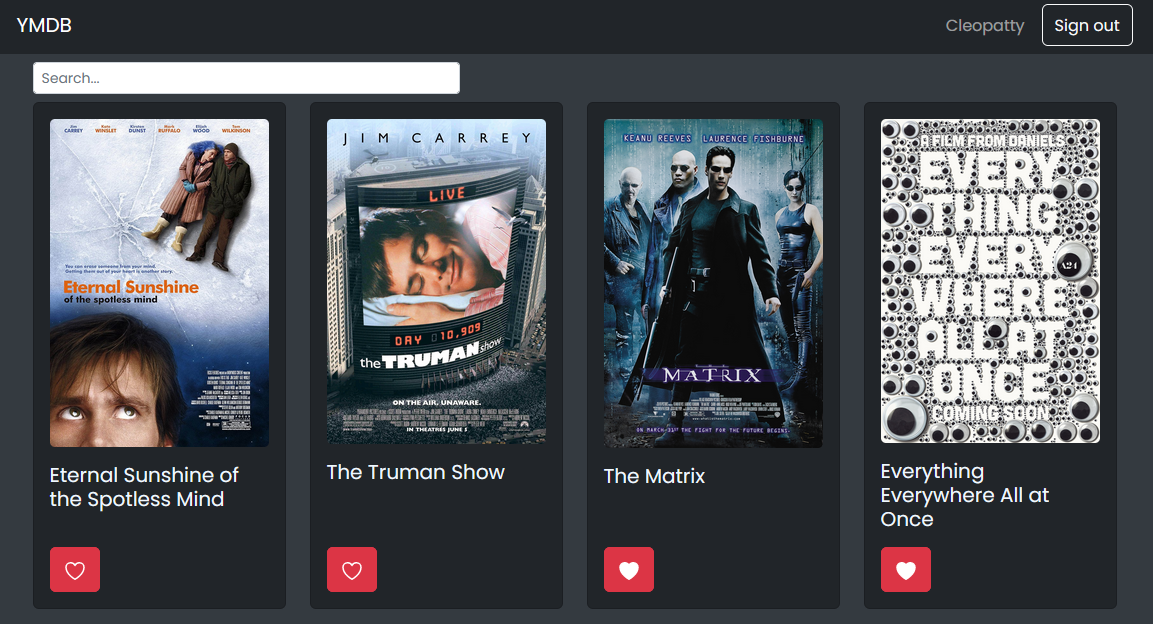 YMDB
Cleopatty
Sign out
Search...
Jim CARREY Kate WINSLET Kirsten DUNST Mark RUFFALO Elijah WOOD Tom WILKINSON
You can erase someone from your mind.
Getting them out of your heart is another story.
Eternal Sunshine
of the spotless mind
Eternal Sunshine of
the Spotless Mind
JIM CARREY
LIVE
DAY 10,909
the TRUMAN show
ON THE AIR, UNAWARE.
IN THEATRES JUNE 5
The Truman Show
KEANU REEVES LAURENCE FISHBURNE
MATRIX
ON MARCH 31ST THE FIGHT FOR THE FUTURE BEGINS.
The Matrix
A FILM FROM DANIELS
EVERY
THING
EVERY
A24
WHERE
ALL AT
ONCE
COMING SOON
Everything
Everywhere All at
Once